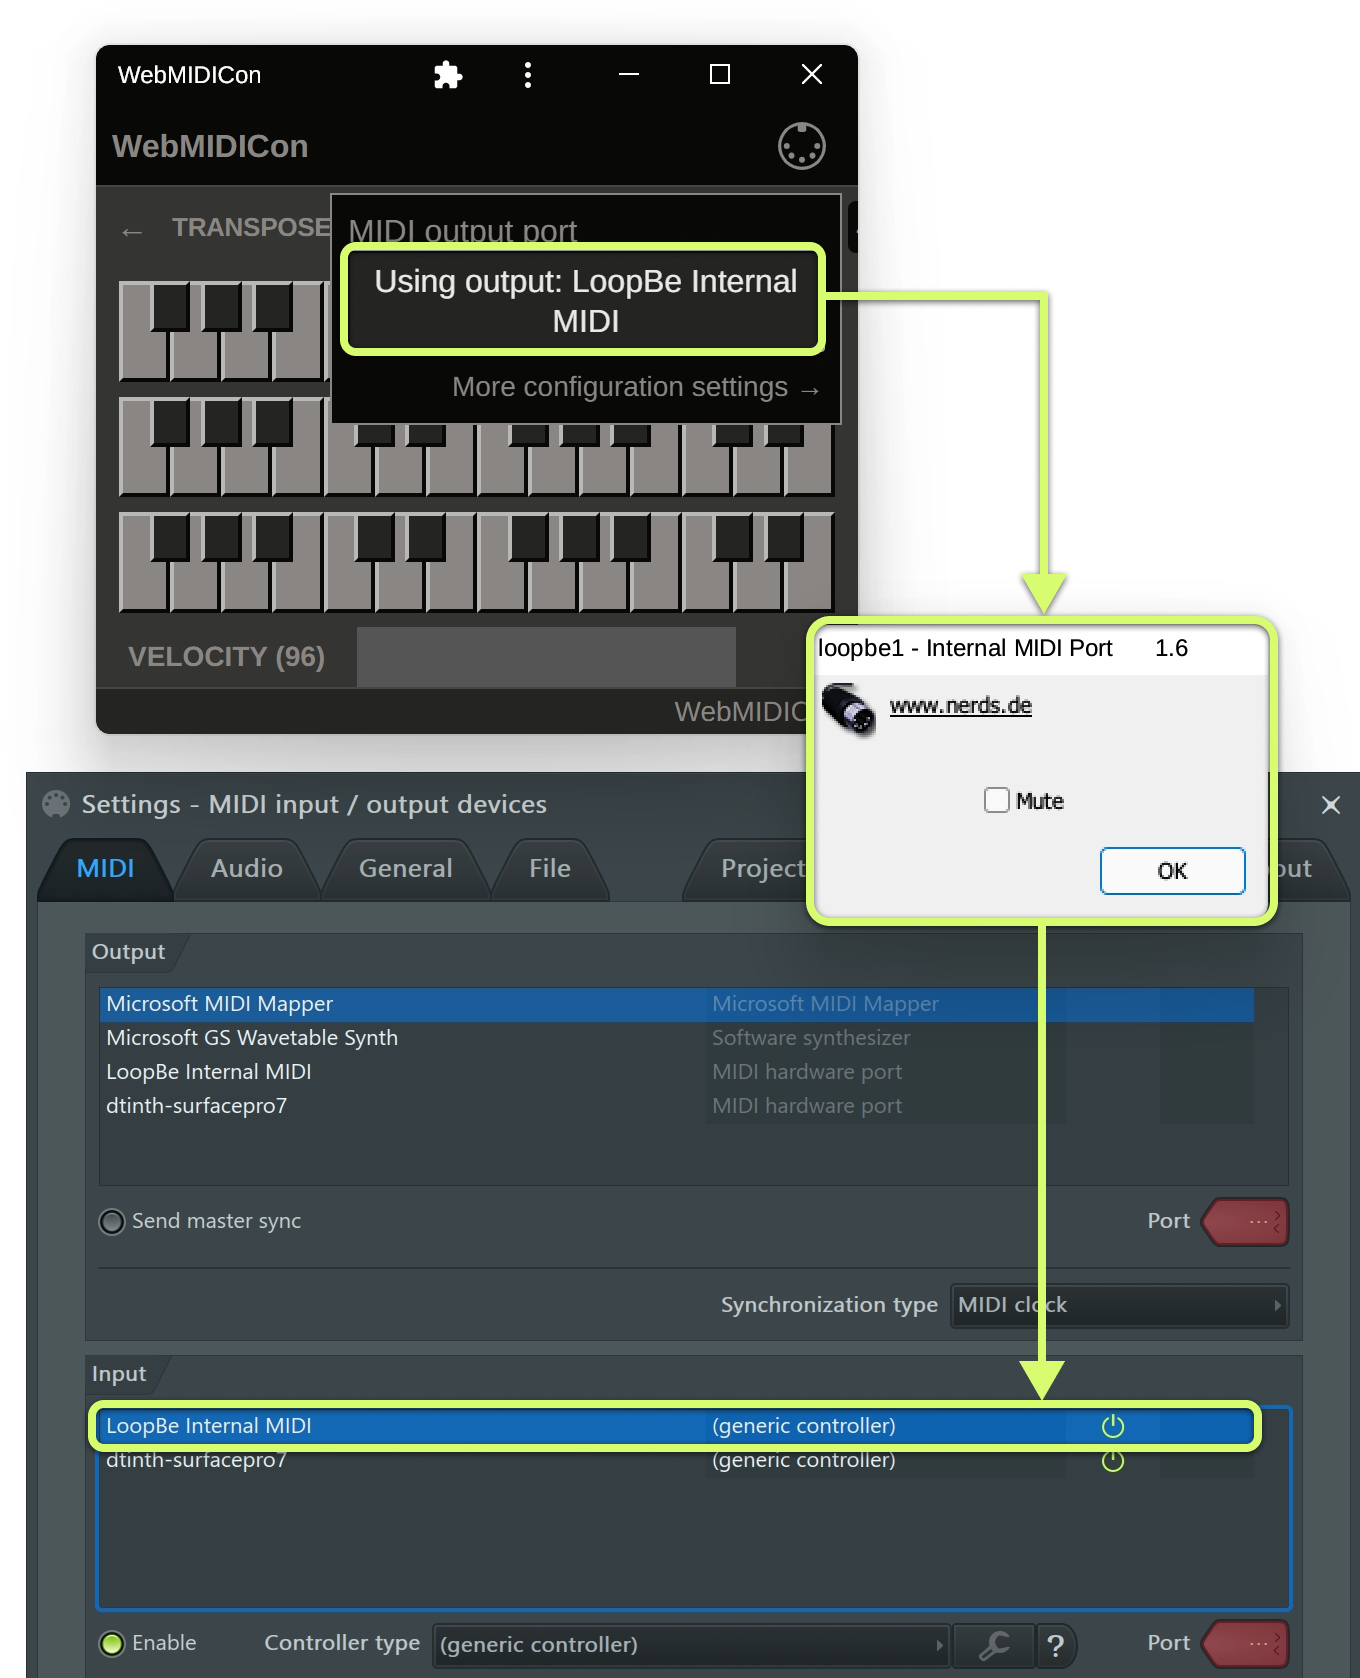 WebMIDICon
WebMIDICon
← TRANSPOSE
MIDI output port
Using output: LoopBe Internal
MIDI
More configuration settings →
VELOCITY (96)
WebMIDIC
loopbe1 - Internal MIDI Port 1.6
www.nerds.de
Mute
OK
Settings - MIDI input / output devices
MIDI Audio General File Project out
Output
Microsoft MIDI Mapper Microsoft MIDI Mapper
Microsoft GS Wavetable Synth Software synthesizer
LoopBe Internal MIDI MIDI hardware port
dtinth-surfacepro7 MIDI hardware port
Send master sync Port ...
Synchronization type MIDI clock
Input
LoopBe Internal MIDI (generic controller)
dtinth-surfacepro7 (generic controller)
Enable Controller type (generic controller) ? Port ...